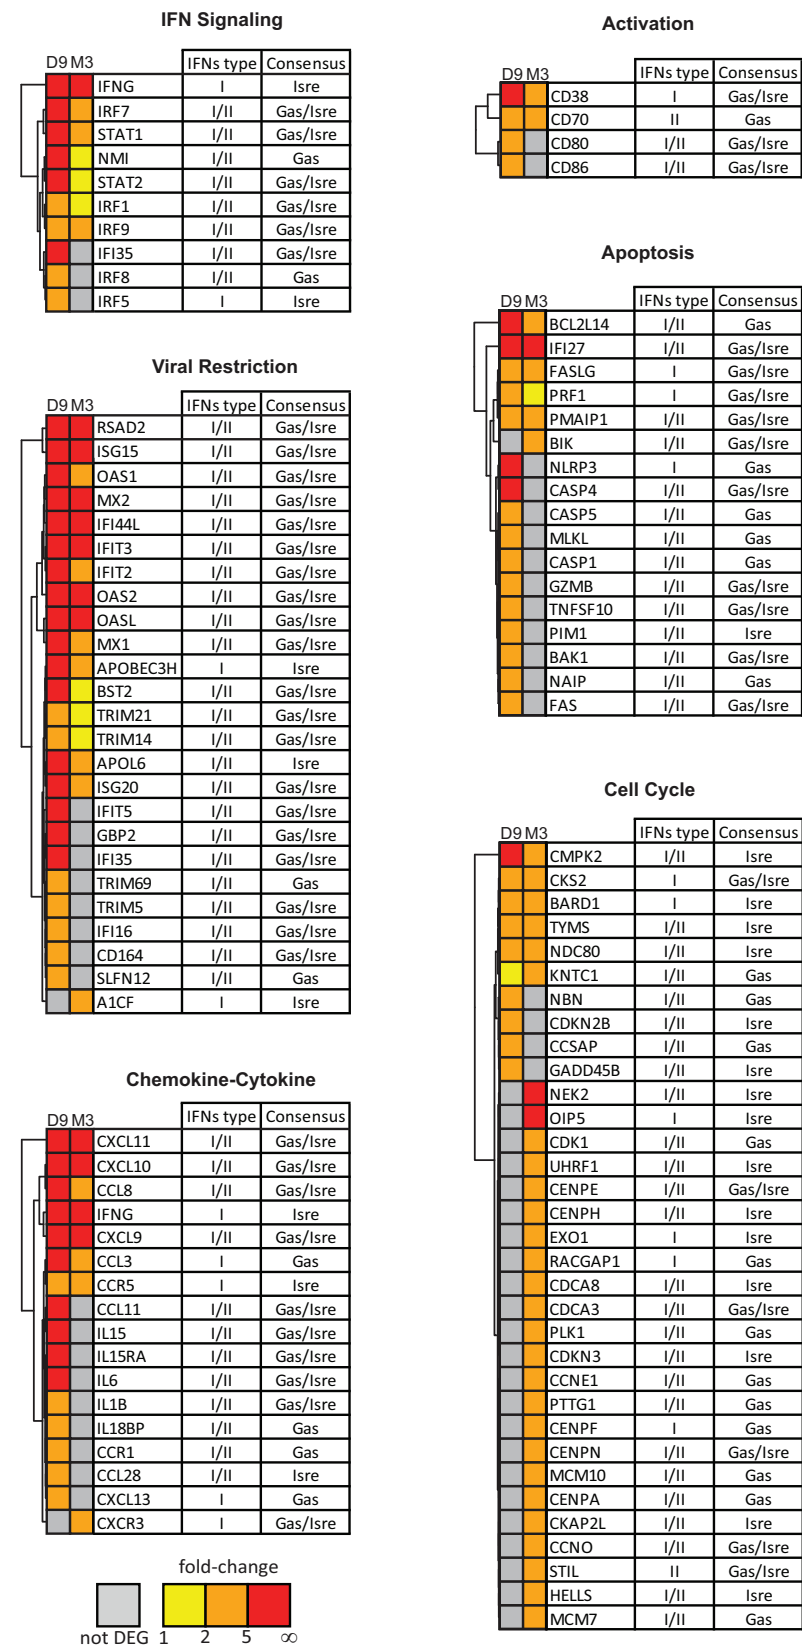 IFN Signaling
D9 M3 IFNs type Consensus
IFNG I Isre
IRF7 I/II Gas/Isre
STAT1 I/II Gas/Isre
NMI I/II Gas
STAT2 I/II Gas/Isre
IRF1 I/II Gas/Isre
IRF9 I/II Gas/Isre
IFI35 I/II Gas/Isre
IRF8 I/II Gas
IRF5 I Isre
Viral Restriction
D9 M3 IFNs type Consensus
RSAD2 I/II Gas/Isre
ISG15 I/II Gas/Isre
OAS1 I/II Gas/Isre
MX2 I/II Gas/Isre
IFI44L I/II Gas/Isre
IFIT3 I/II Gas/Isre
IFIT2 I/II Gas/Isre
OAS2 I/II Gas/Isre
OASL I/II Gas/Isre
MX1 I/II Gas/Isre
APOBEC3H I Isre
BST2 I/II Gas/Isre
TRIM21 I/II Gas/Isre
TRIM14 I/II Gas/Isre
APOL6 I/II Isre
ISG20 I/II Gas/Isre
IFIT5 I/II Gas/Isre
GBP2 I/II Gas/Isre
IFI35 I/II Gas/Isre
TRIM69 I/II Gas
TRIM5 I/II Gas/Isre
IFI16 I/II Gas/Isre
CD164 I/II Gas/Isre
SLFN12 I/II Gas
A1CF I Isre
Chemokine-Cytokine
D9 M3 IFNs type Consensus
CXCL11 I/II Gas/Isre
CXCL10 I/II Gas/Isre
CCL8 I/II Gas/Isre
IFNG I Isre
CXCL9 I/II Gas/Isre
CCL3 I Gas
CCR5 I Isre
CCL11 I/II Gas/Isre
IL15 I/II Gas/Isre
IL15RA I/II Gas/Isre
IL6 I/II Gas/Isre
IL1B I/II Gas/Isre
IL18BP I/II Gas
CCR1 I/II Gas
CCL28 I/II Isre
CXCL13 I Gas
CXCR3 I Gas/Isre
fold-change
not DEG 1 2 5 ∞
Activation
D9 M3 IFNs type Consensus
CD38 I Gas/Isre
CD70 II Gas
CD80 I/II Gas/Isre
CD86 I/II Gas/Isre
Apoptosis
D9 M3 IFNs type Consensus
BCL2L14 I/II Gas
IFI27 I/II Gas/Isre
FASLG I Gas/Isre
PRF1 I Gas/Isre
PMAIP1 I/II Gas/Isre
BIK I/II Gas/Isre
NLRP3 I Gas
CASP4 I/II Gas/Isre
CASP5 I/II Gas
MLKL I/II Gas
CASP1 I/II Gas
GZMB I/II Gas/Isre
TNFSF10 I/II Gas/Isre
PIM1 I/II Isre
BAK1 I/II Gas/Isre
NAIP I/II Gas
FAS I/II Gas/Isre
Cell Cycle
D9 M3 IFNs type Consensus
CMPK2 I/II Isre
CKS2 I Gas/Isre
BARD1 I Isre
TYMS I/II Isre
NDC80 I/II Isre
KNTC1 I/II Gas
NBN I/II Gas
CDKN2B I/II Isre
CCSAP I/II Gas
GADD45B I/II Isre
NEK2 I/II Isre
OIP5 I Isre
CDK1 I/II Gas
UHRF1 I/II Isre
CENPE I/II Gas/Isre
CENPH I/II Isre
EXO1 I Isre
RACGAP1 I Gas
CDCA8 I/II Isre
CDCA3 I/II Gas/Isre
PLK1 I/II Gas
CDKN3 I/II Isre
CCNE1 I/II Gas
PTTG1 I/II Gas
CENPF I Gas
CENPN I/II Gas/Isre
MCM10 I/II Gas
CENPA I/II Gas
CKAP2L I/II Isre
CCNO I/II Gas/Isre
STIL II Gas/Isre
HELLS I/II Isre
MCM7 I/II Gas